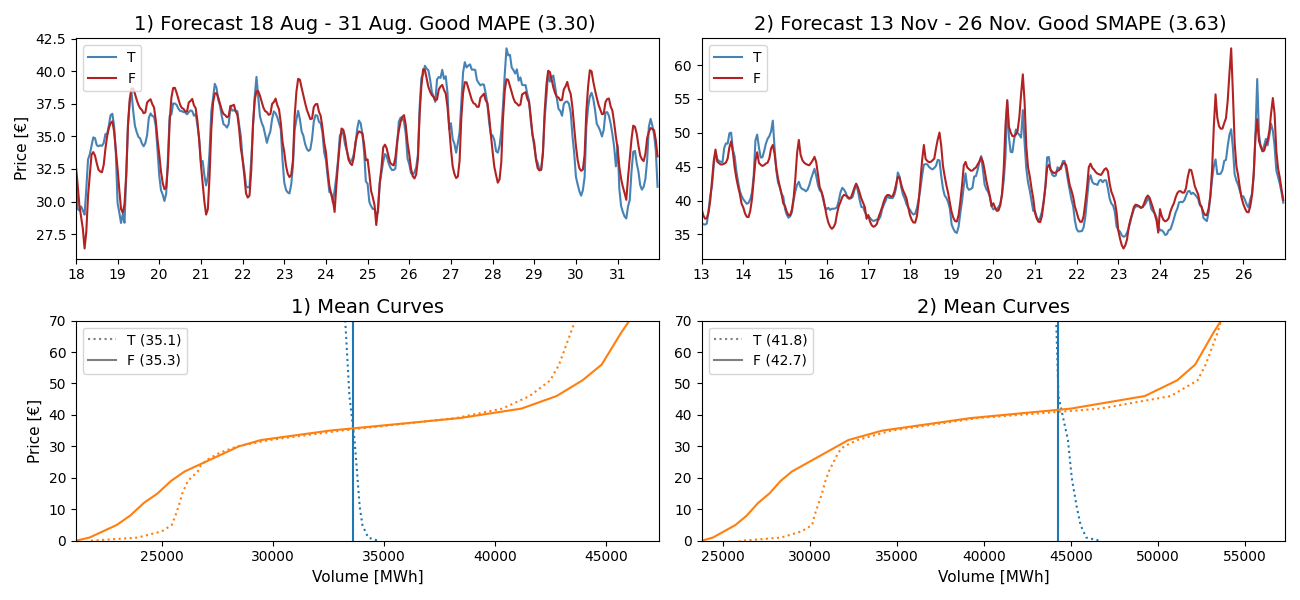 1) Forecast 18 Aug - 31 Aug. Good MAPE (3.30)
Price [€]
42.5
40.0
37.5
35.0
32.5
30.0
27.5
T
F
18 19 20 21 22 23 24 25 26 27 28 29 30 31
2) Forecast 13 Nov - 26 Nov. Good SMAPE (3.63)
60
55
50
45
40
35
T
F
13 14 15 16 17 18 19 20 21 22 23 24 25 26
1) Mean Curves
Price [€]
70
60
50
40
30
20
10
0
T (35.1)
F (35.3)
25000 30000 35000 40000 45000
Volume [MWh]
2) Mean Curves
70
60
50
40
30
20
10
0
T (41.8)
F (42.7)
25000 30000 35000 40000 45000 50000 55000
Volume [MWh]